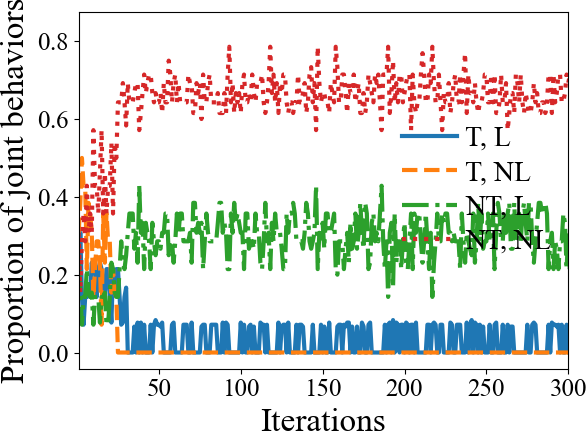 Proportion of joint behaviors
0.8
0.6
0.4
0.2
0.0
T, L
T, NL
NT, L
NT, NL
50
100
150
200
250
300
Iterations